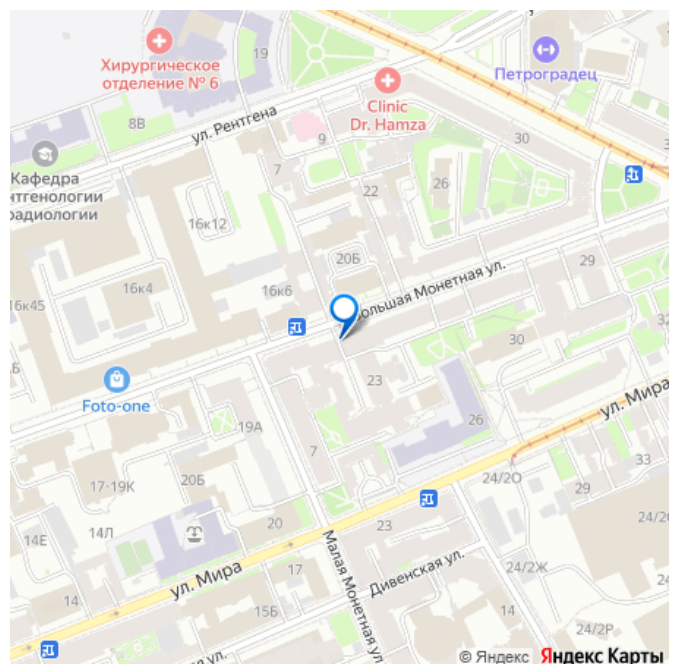 19
Хирургическое
отделение № 6
Петроградец
8В
ул. Рентгена
Clinic
Dr. Hamza
9
30
Кафедра
нтгенологии
радиологии
7
22
26
16к12
20Б
29
16к4
16к6
Большая Монетная ул.
16к45
30
32
23
Foto-one
ул. Мира
19А
26
7
33
17-19К
20Б
24/2О
29
14Л
20
23
24/2
14Е
ул. Мира
17
Малая Монетная ул.
Дивенская ул.
24/2Ж
14
15Б
14
24/2Р
ул.
© Яндекс Яндекс Карты